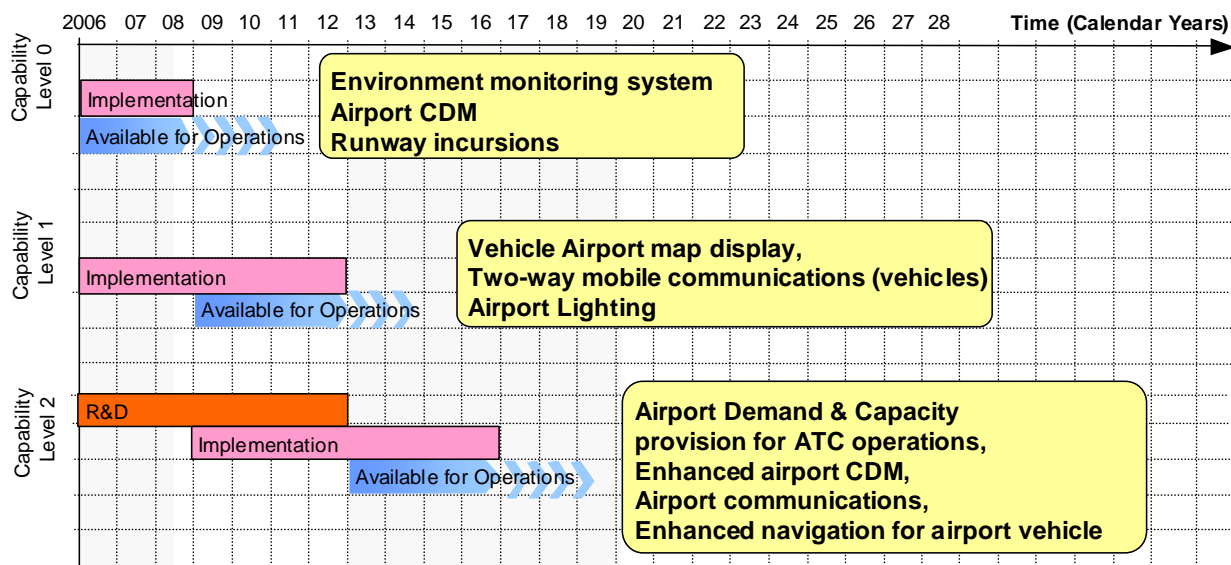 2006 07 08 09 10 11 12 13 14 15 16 17 18 19 20 21 22 23 24 25 26 27 28 Time (Calendar Years)
Capability
Level 0
Implementation
Available for Operations
Environment monitoring system
Airport CDM
Runway incursions
Capability
Level 1
Implementation
Available for Operations
Vehicle Airport map display,
Two-way mobile communications (vehicles)
Airport Lighting
Capability
Level 2
R&D
Implementation
Available for Operations
Airport Demand & Capacity
provision for ATC operations,
Enhanced airport CDM,
Airport communications,
Enhanced navigation for airport vehicle